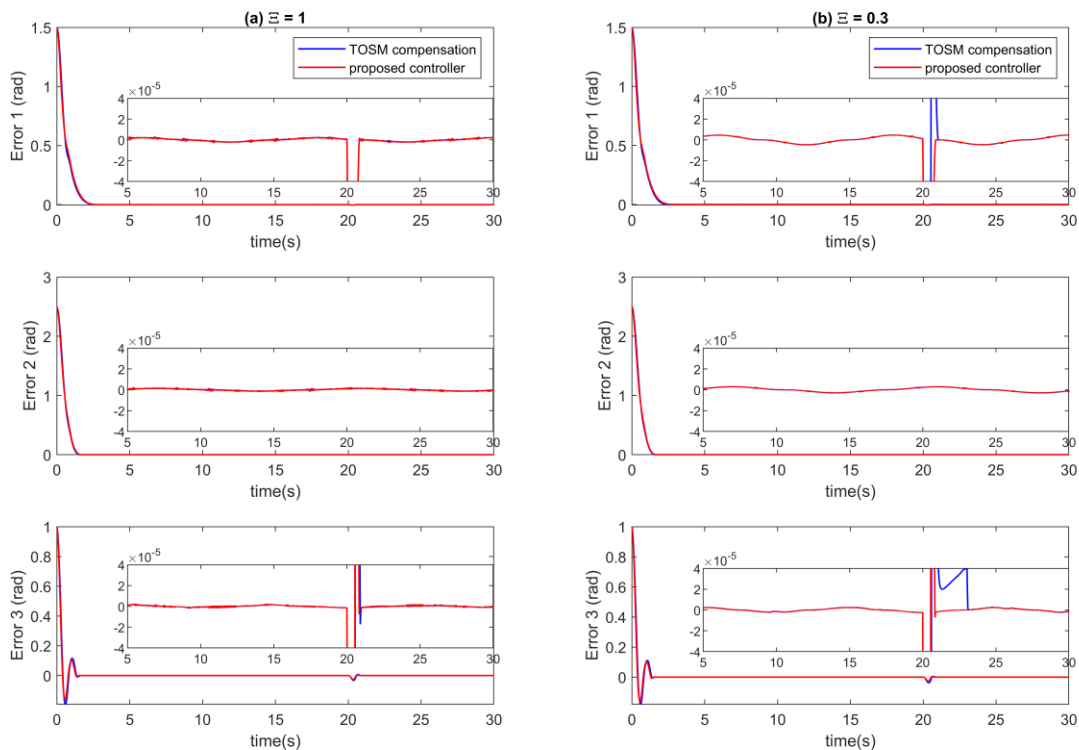 (a) Ξ = 1
1.5
1
0.5
0
Error 1 (rad)
TOSM compensation
proposed controller
×10⁻⁵
4
2
0
-2
-4
5 10 15 20 25 30
0 5 10 15 20 25 30
time(s)
(b) Ξ = 0.3
1.5
1
0.5
0
Error 1 (rad)
TOSM compensation
proposed controller
×10⁻⁵
4
2
0
-2
-4
5 10 15 20 25 30
0 5 10 15 20 25 30
time(s)
3
2
1
0
Error 2 (rad)
×10⁻⁵
4
2
0
-2
-4
5 10 15 20 25 30
0 5 10 15 20 25 30
time(s)
3
2
1
0
Error 2 (rad)
×10⁻⁵
4
2
0
-2
-4
5 10 15 20 25 30
0 5 10 15 20 25 30
time(s)
1
0.8
0.6
0.4
0.2
0
Error 3 (rad)
×10⁻⁵
4
2
0
-2
-4
5 10 15 20 25 30
0 5 10 15 20 25 30
time(s)
1
0.8
0.6
0.4
0.2
0
Error 3 (rad)
×10⁻⁵
4
2
0
-2
-4
5 10 15 20 25 30
0 5 10 15 20 25 30
time(s)